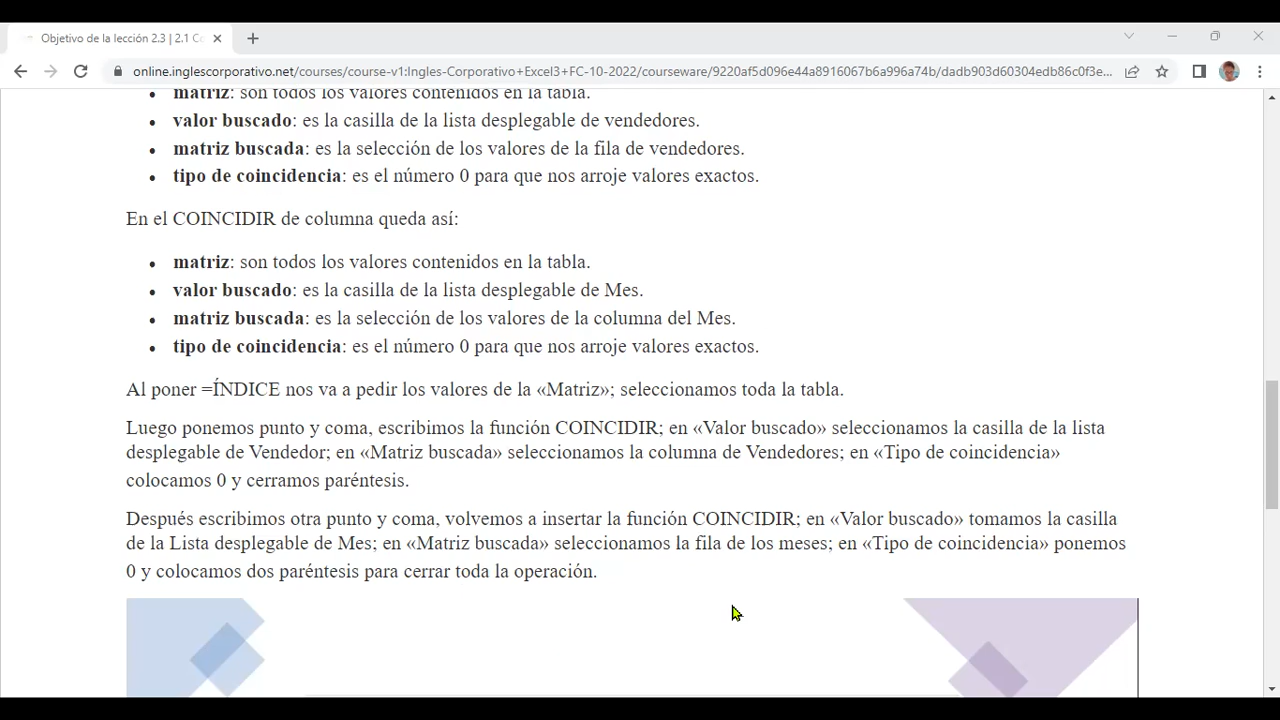 Objetivo de la lección 2.3 | 2.1 Co
online.inglescorporativo.net/courses/course-v1:Ingles-Corporativo+Excel3+FC-10-2022/courseware/9220af5d096e44a8916067b6a996a74b/dadb903d60304edb86c0f3e...
matriz: son todos los valores contenidos en la tabla.
valor buscado: es la casilla de la lista desplegable de vendedores.
matriz buscada: es la selección de los valores de la fila de vendedores.
tipo de coincidencia: es el número 0 para que nos arroje valores exactos.
En el COINCIDIR de columna queda así:
matriz: son todos los valores contenidos en la tabla.
valor buscado: es la casilla de la lista desplegable de Mes.
matriz buscada: es la selección de los valores de la columna del Mes.
tipo de coincidencia: es el número 0 para que nos arroje valores exactos.
Al poner =ÍNDICE nos va a pedir los valores de la «Matriz»; seleccionamos toda la tabla.
Luego ponemos punto y coma, escribimos la función COINCIDIR; en «Valor buscado» seleccionamos la casilla de la lista
desplegable de Vendedor; en «Matriz buscada» seleccionamos la columna de Vendedores; en «Tipo de coincidencia»
colocamos 0 y cerramos paréntesis.
Después escribimos otra punto y coma, volvemos a insertar la función COINCIDIR; en «Valor buscado» tomamos la casilla
de la Lista desplegable de Mes; en «Matriz buscada» seleccionamos la fila de los meses; en «Tipo de coincidencia» ponemos
0 y colocamos dos paréntesis para cerrar toda la operación.